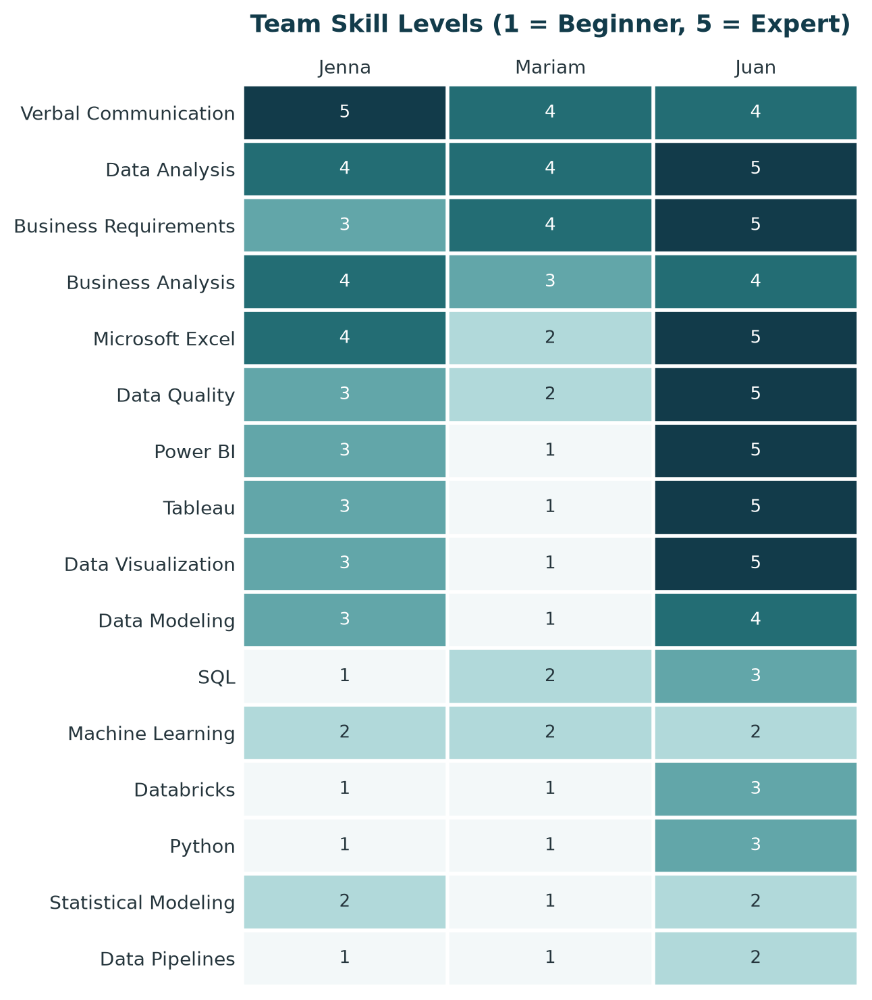 Team Skill Levels (1 = Beginner, 5 = Expert)
Jenna Mariam Juan
Verbal Communication 5 4 4
Data Analysis 4 4 5
Business Requirements 3 4 5
Business Analysis 4 3 4
Microsoft Excel 4 2 5
Data Quality 3 2 5
Power BI 3 1 5
Tableau 3 1 5
Data Visualization 3 1 5
Data Modeling 3 1 4
SQL 1 2 3
Machine Learning 2 2 2
Databricks 1 1 3
Python 1 1 3
Statistical Modeling 2 1 2
Data Pipelines 1 1 2